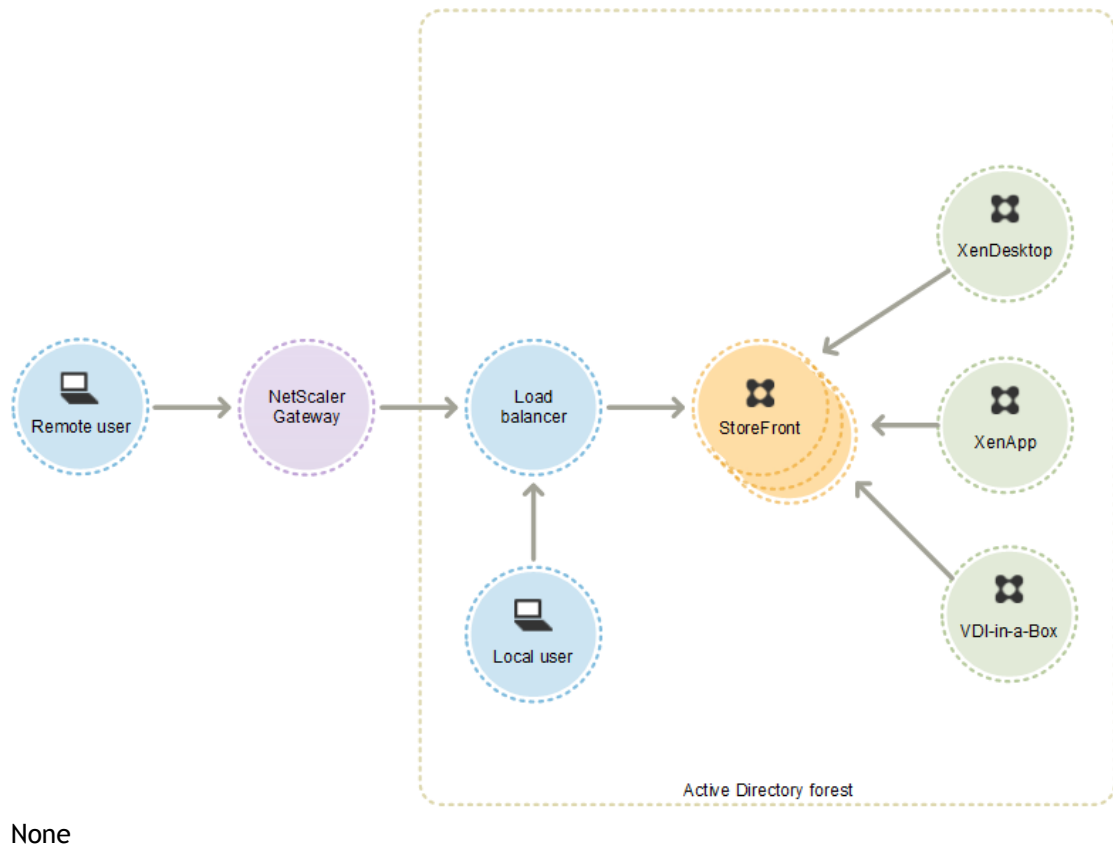 XenDesktop
NetScaler
Gateway
Load
balancer
Remote user
StoreFront
XenApp
Local user
VDI-in-a-Box
Active Directory forest
None